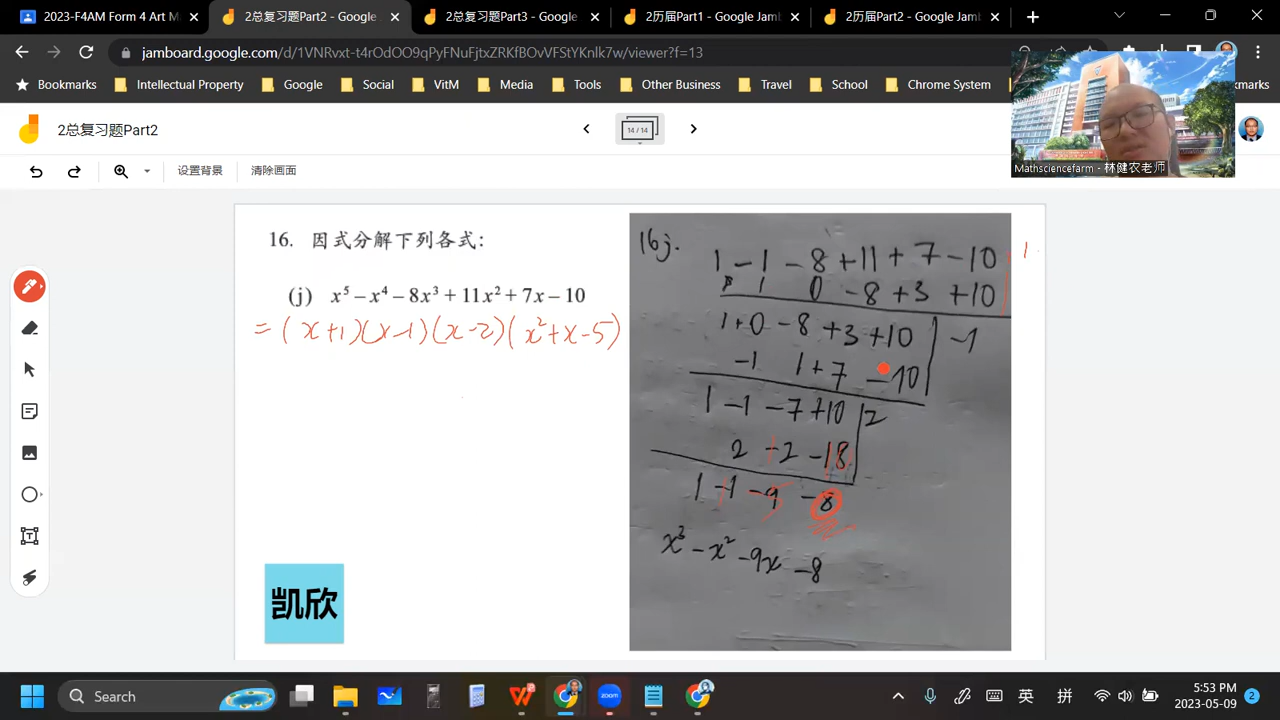 2023-F4AM Form 4 Art M
2总复习题Part2 - Google
2总复习题Part3 - Google
2历届Part1 - Google Jamb
2历届Part2 - Google Jam
jamboard.google.com/d/1VNRvxt-t4rOdOO9qPyFNuFitxZRKfBOvVFStYKnlk7w/viewer?f=13
Bookmarks
Intellectual Property
Google
Social
VitM
Media
Tools
Other Business
Travel
School
Chrome System
Bookmarks
2总复习题Part2
14 / 14
Mathsciencefarm - 林健农老师
设置背景
清除画面
16. 因式分解下列各式:
(j) x⁵ − x⁴ − 8x³ + 11x² + 7x − 10
= (x+1)(x-1)(x-2)(x²+x-5)
16j.
1 -1 -8 +11 +7 -10 | 1
1 0 -8 +3 +10
1 +0 -8 +3 +10 | -1
-1 1 +7 -10
1 -1 -7 +10 | 2
2 -2 -18
1 -1 -9 -8
x³ - x² - 9x - 8
凯欣
Search
英
拼
5:53 PM
2023-05-09
2